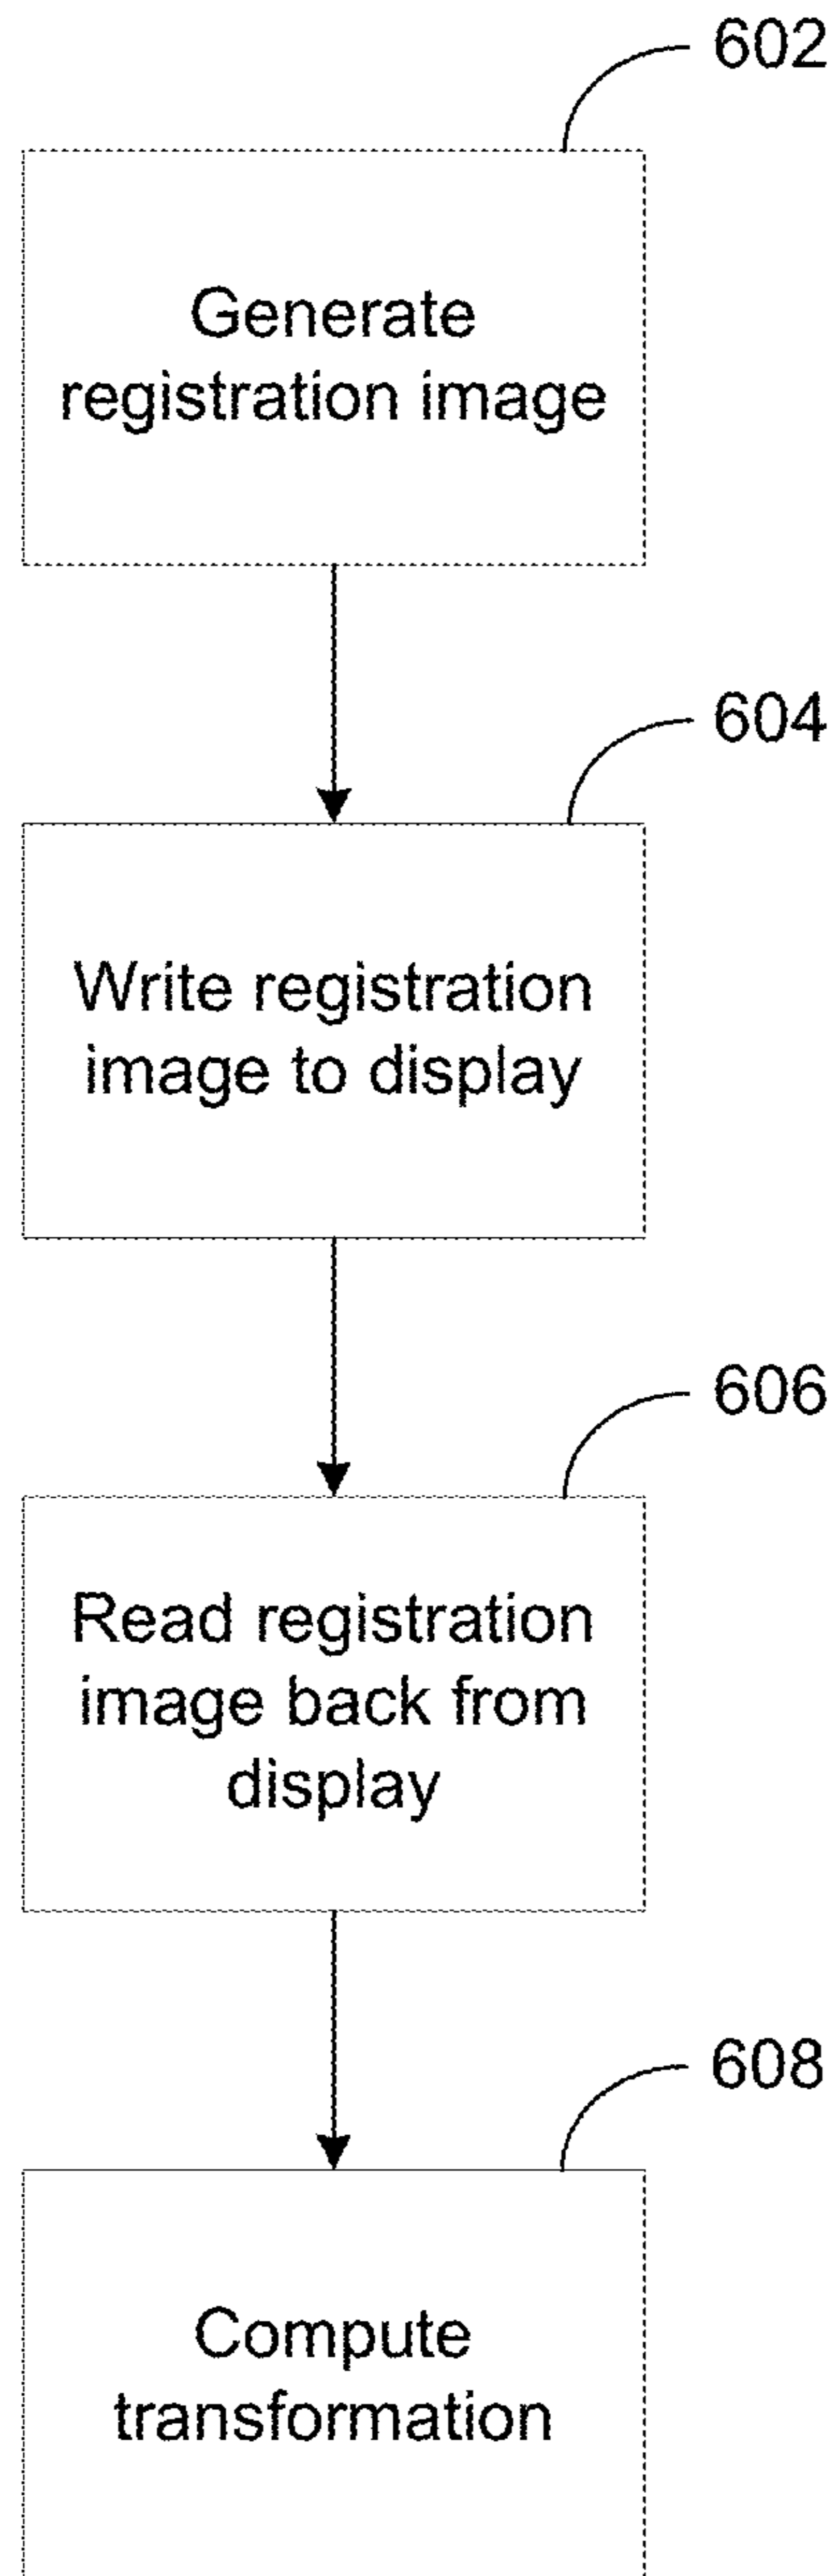 602
Generate
registration image
604
Write registration
image to display
606
Read registration
image back from
display
608
Compute
transformation